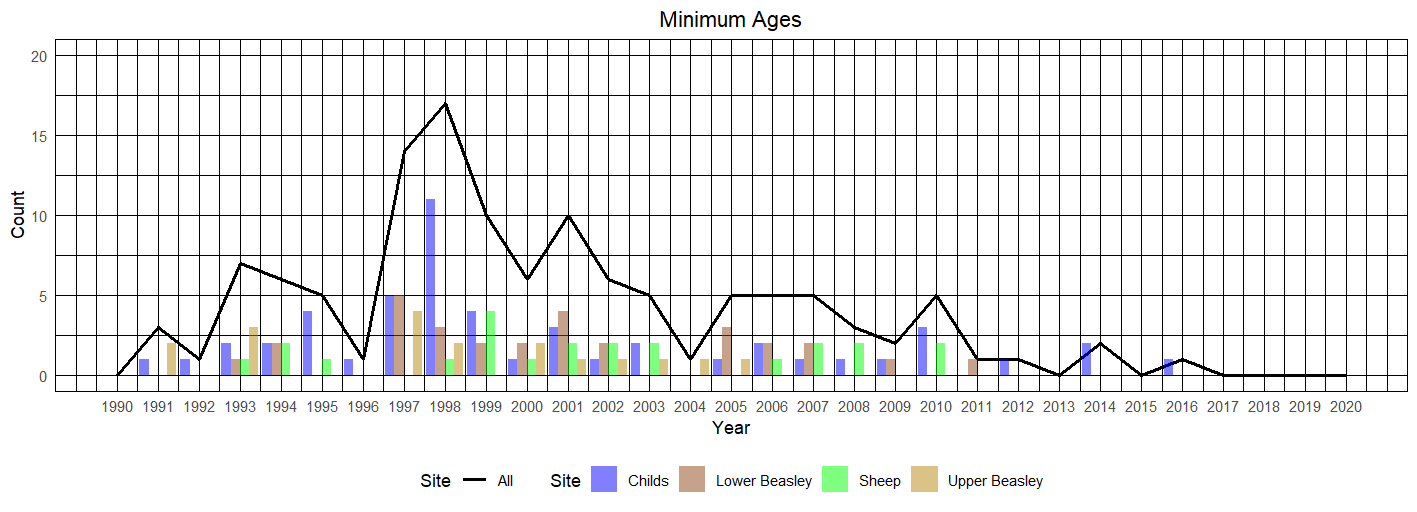 Minimum Ages
20
15
10
5
0
Count
1990 1991 1992 1993 1994 1995 1996 1997 1998 1999 2000 2001 2002 2003 2004 2005 2006 2007 2008 2009 2010 2011 2012 2013 2014 2015 2016 2017 2018 2019 2020
Year
Site All Site Childs Lower Beasley Sheep Upper Beasley